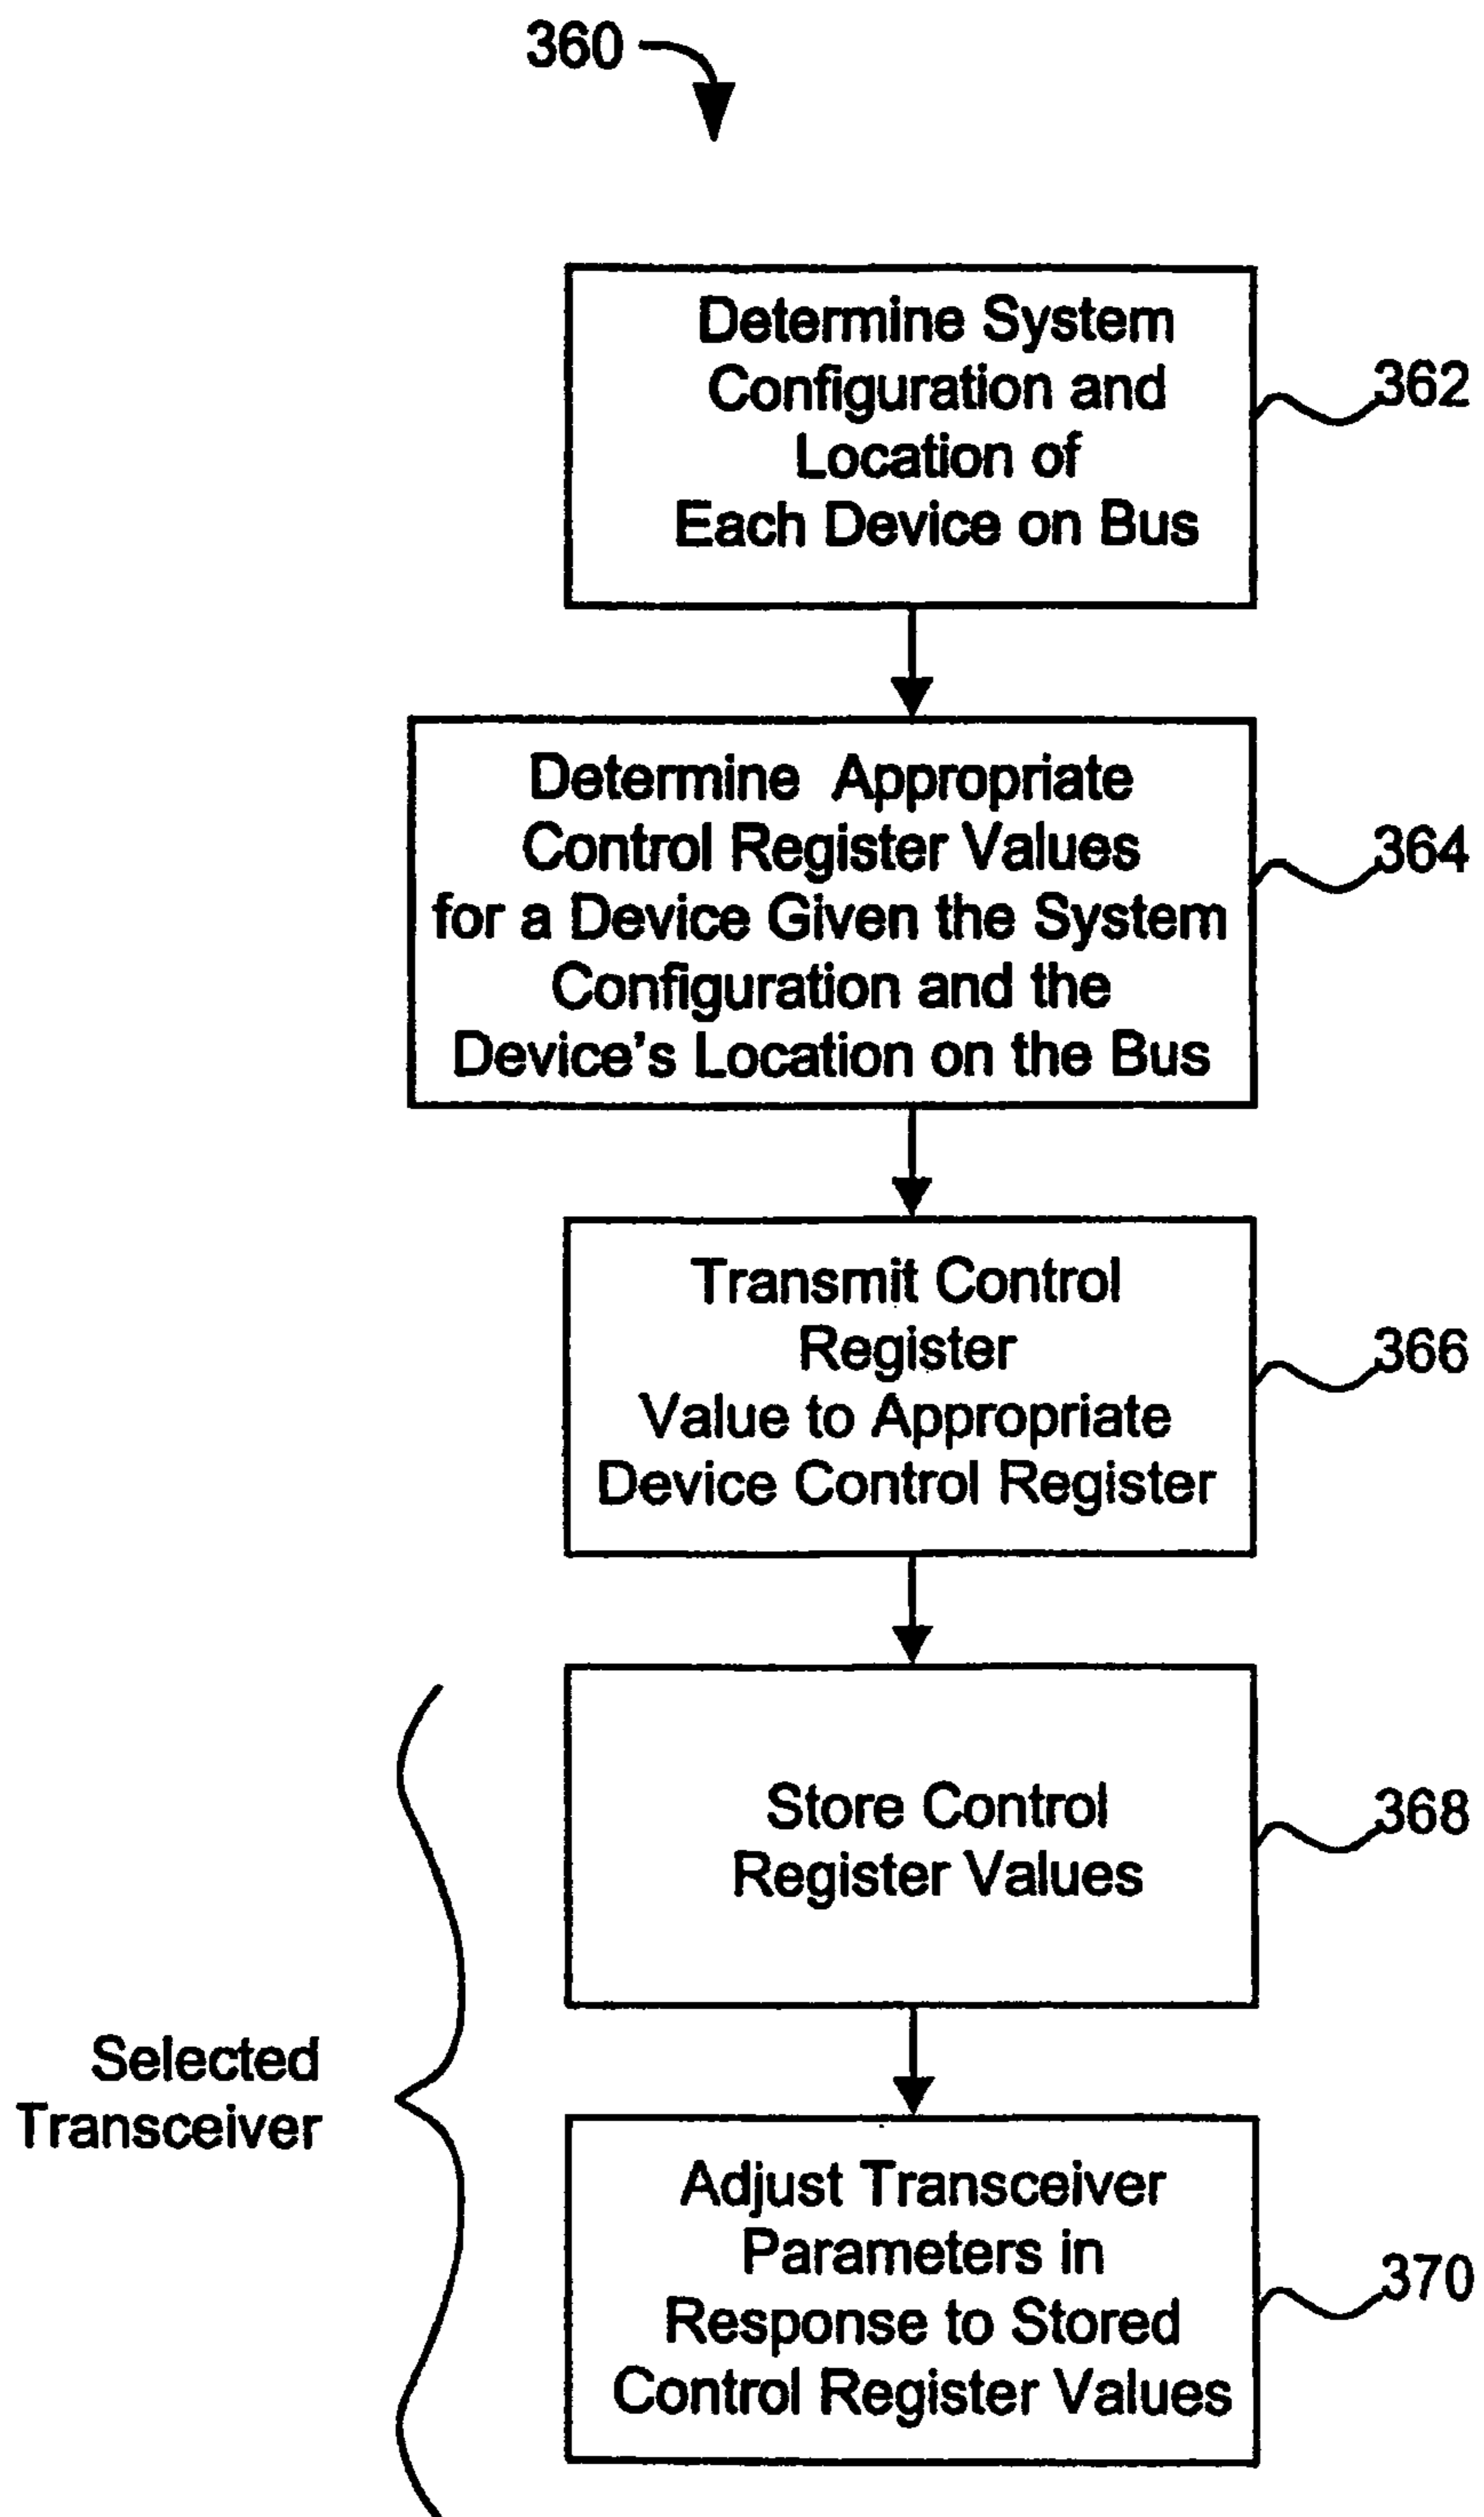 360
Determine System
Configuration and
Location of
Each Device on Bus
362
Determine Appropriate
Control Register Values
for a Device Given the System
Configuration and the
Device's Location on the Bus
364
Transmit Control
Register
Value to Appropriate
Device Control Register
366
Store Control
Register Values
368
Selected
Transceiver
Adjust Transceiver
Parameters in
Response to Stored
Control Register Values
370